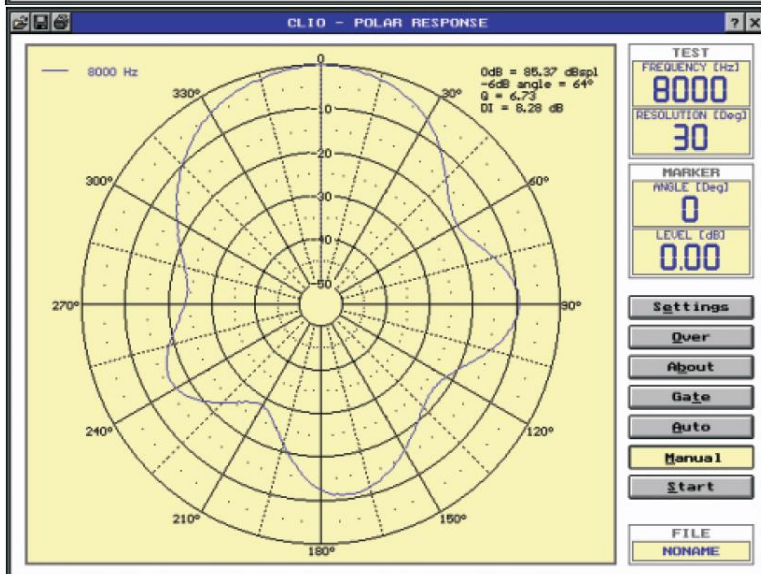 CLIO - POLAR RESPONSE
? X
8000 Hz
0dB = 85.37 dBspl
-6dB angle = 64°
Q = 6.73
DI = 8.28 dB
0
330°
30°
-10
-20
300°
60°
-30
-40
-50
270°
90°
240°
120°
210°
150°
180°
TEST
FREQUENCY [Hz]
8000
RESOLUTION [Deg]
30
MARKER
ANGLE [Deg]
0
LEVEL [dB]
0.00
Settings
Over
About
Gate
Auto
Manual
Start
FILE
NONAME